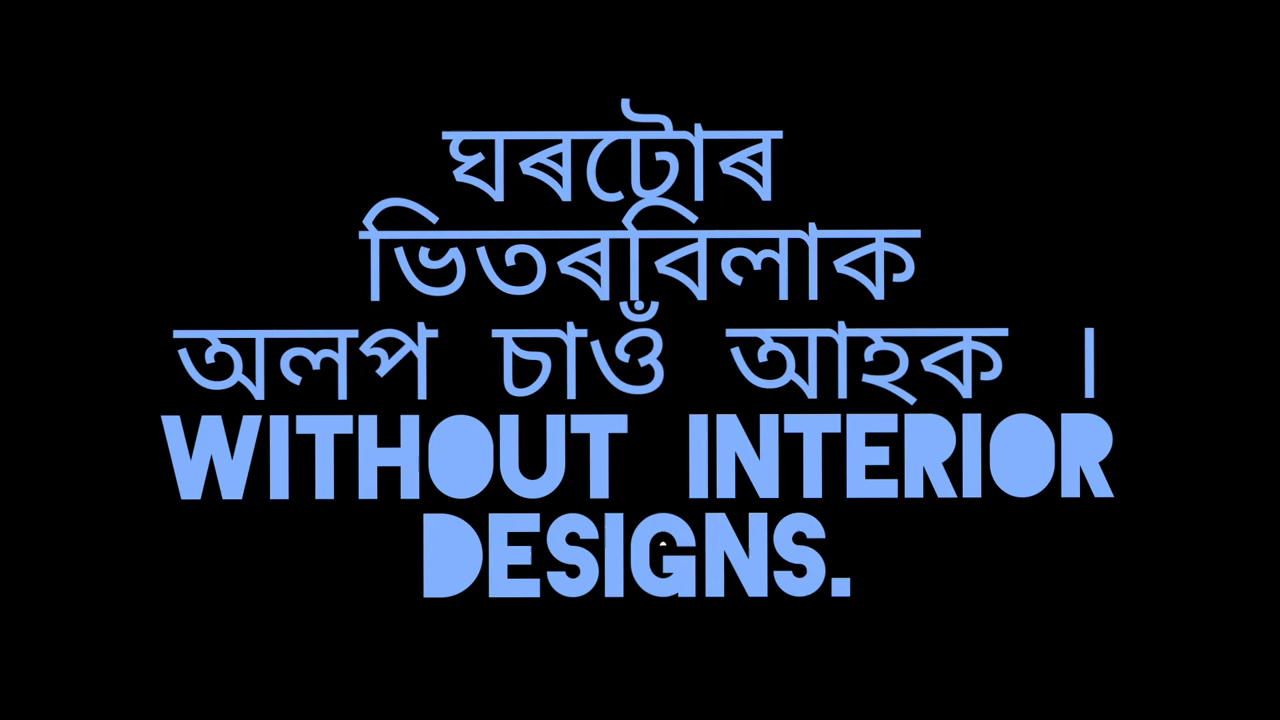 ঘৰটোৰ
ভিতৰবিলাক
অলপ চাওঁ আহক ।
WITHOUT INTERIOR
DESIGNS.